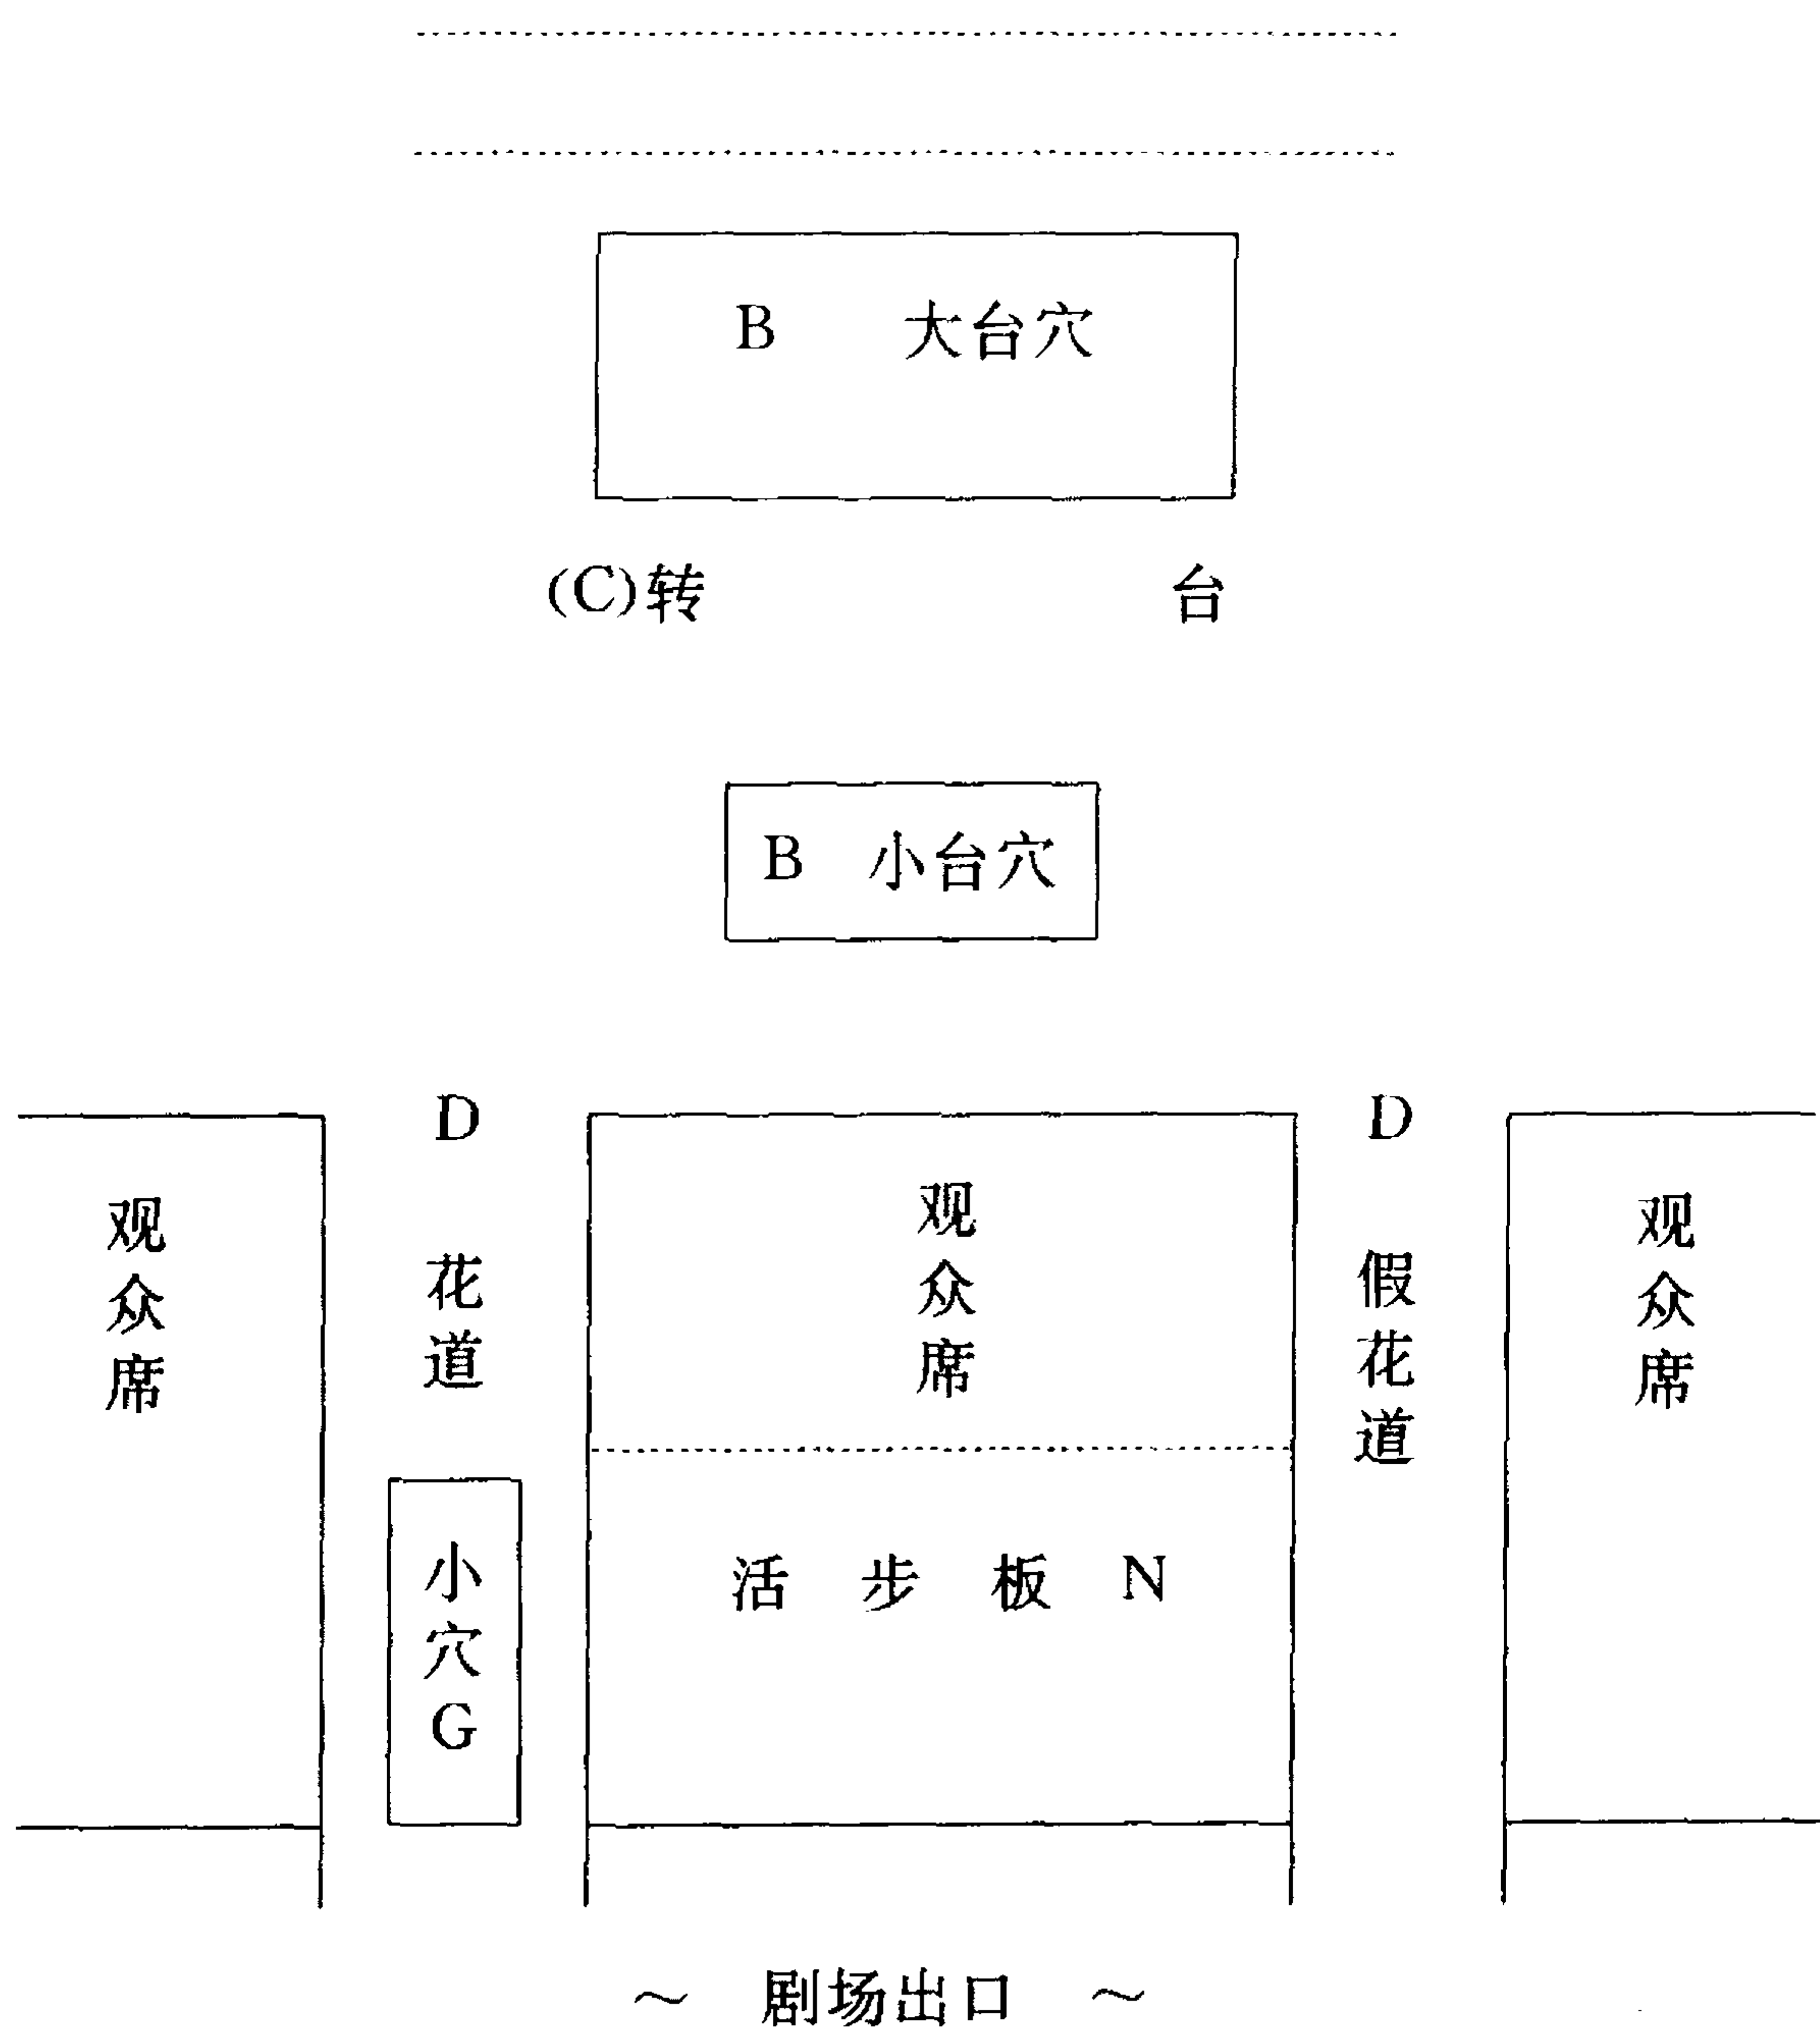 B 大台穴
(C)转 台
B 小台穴
D
D
观众席
花道
观众席
假花道
观众席
小穴G
活步板N
～ 剧场出口 ～